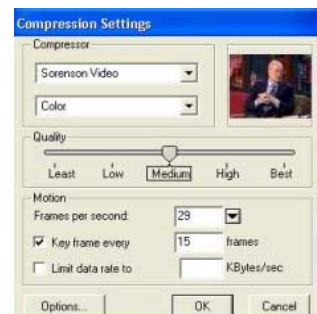 Compression Settings
Compressor
Sorenson Video
Color
Quality
Least Low Medium High Best
Motion
Frames per second: 29
Key frame every 15 frames
Limit data rate to KBytes/sec
Options... OK Cancel